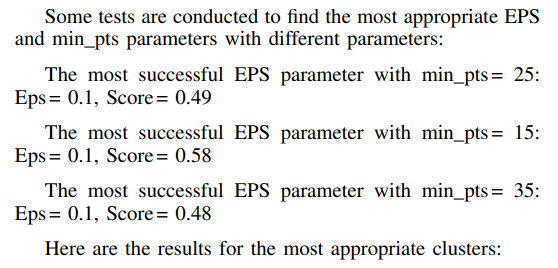 Some tests are conducted to find the most appropriate EPS
and min_pts parameters with different parameters:
The most successful EPS parameter with min_pts= 25:
Eps= 0.1, Score= 0.49
The most successful EPS parameter with min_pts= 15:
Eps= 0.1, Score= 0.58
The most successful EPS parameter with min_pts= 35:
Eps= 0.1, Score= 0.48
Here are the results for the most appropriate clusters: